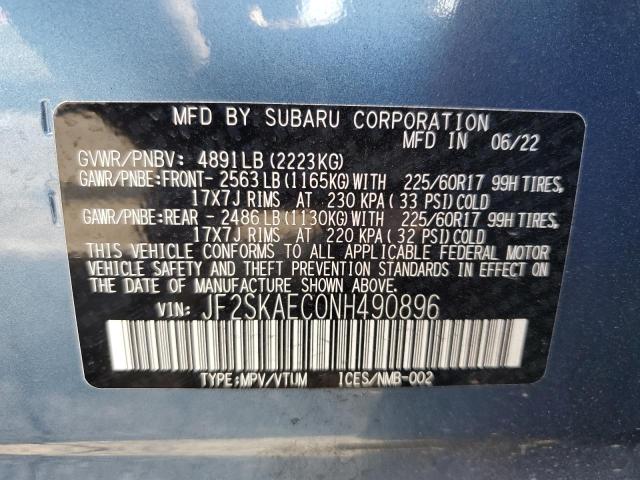 MFD BY SUBARU CORPORATION
MFD IN 06/22
GVWR/PNBV: 4891LB (2223KG)
GAWR/PNBE:FRONT- 2563LB (1165KG)WITH 225/60R17 99H TIRES,
17X7J RIMS AT 230 KPA (33 PSI)COLD
GAWR/PNBE:REAR - 2486LB (1130KG)WITH 225/60R17 99H TIRES,
17X7J RIMS AT 220 KPA (32 PSI)COLD
THIS VEHICLE CONFORMS TO ALL APPLICABLE FEDERAL MOTOR
VEHICLE SAFETY AND THEFT PREVENTION STANDARDS IN EFFECT ON
THE DATE OF MANUFACTURE SHOWN ABOVE.
VIN: JF2SKAEC0NH490896
TYPE:MPV/VTUM ICES/NMB-002